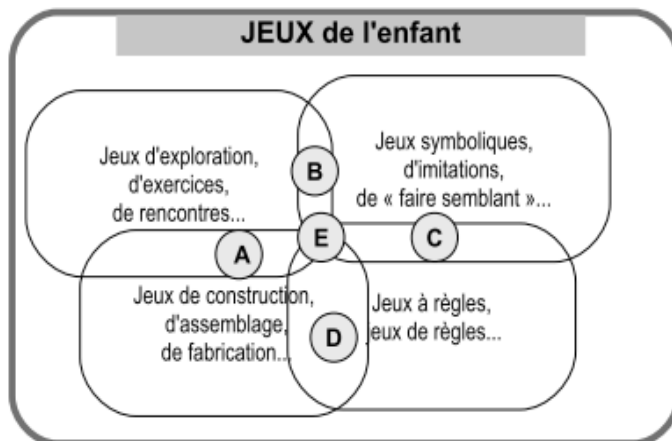 JEUX de l'enfant
Jeux d'exploration,
d'exercices,
de rencontres...
B
Jeux symboliques,
d'imitations,
de « faire semblant »...
A
E
C
Jeux de construction,
d'assemblage,
de fabrication...
D
Jeux à règles,
jeux de règles...